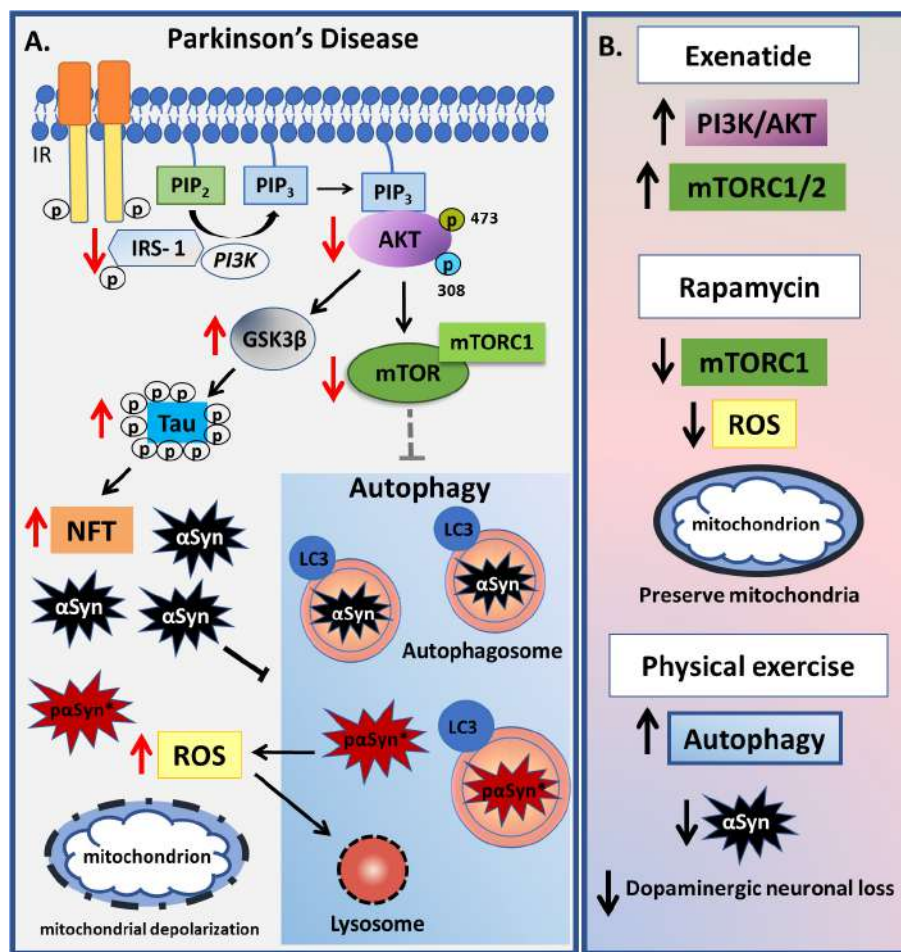 A.
Parkinson's Disease
IR
PIP₂
PIP₃
PIP₃
p
p
IRS- 1
PI3K
p
AKT
p
473
p
308
GSK3β
mTORC1
mTOR
p
p
p
p
p
Tau
p
p
p
p
p
NFT
αSyn
αSyn
αSyn
pαSyn*
ROS
mitochondrion
mitochondrial depolarization
Autophagy
LC3
αSyn
LC3
αSyn
Autophagosome
pαSyn*
LC3
pαSyn*
Lysosome
B.
Exenatide
PI3K/AKT
mTORC1/2
Rapamycin
mTORC1
ROS
mitochondrion
Preserve mitochondria
Physical exercise
Autophagy
αSyn
Dopaminergic neuronal loss